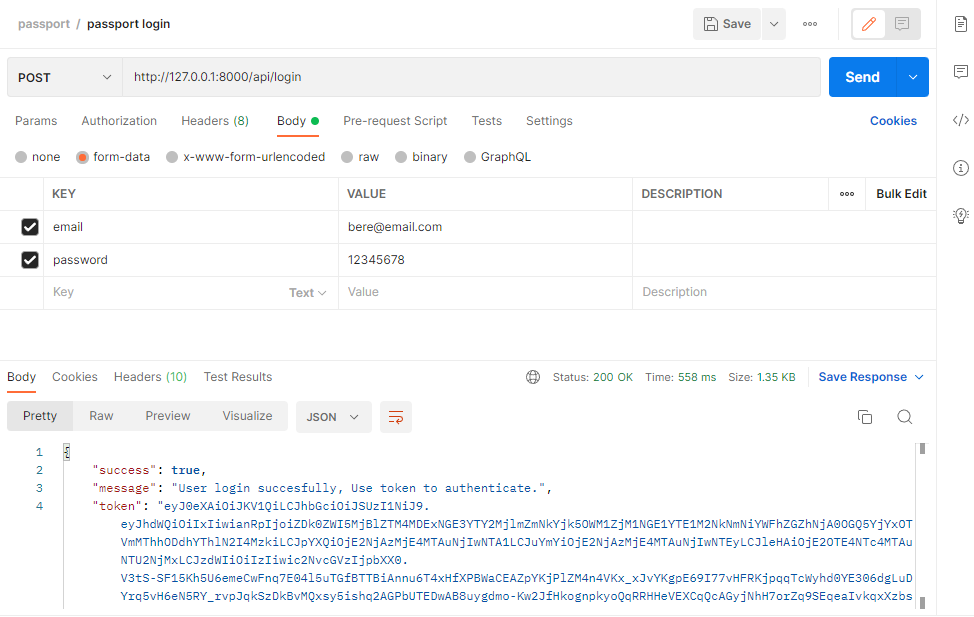 passport / passport login
Save
POST
http://127.0.0.1:8000/api/login
Send
Params Authorization Headers (8) Body Pre-request Script Tests Settings Cookies
none form-data x-www-form-urlencoded raw binary GraphQL
KEY VALUE DESCRIPTION Bulk Edit
email bere@email.com
password 12345678
Key Text Value Description
Body Cookies Headers (10) Test Results Status: 200 OK Time: 558 ms Size: 1.35 KB Save Response
Pretty Raw Preview Visualize JSON
1 {
2 "success": true,
3 "message": "User login succesfully, Use token to authenticate.",
4 "token": "eyJ0eXAiOiJKV1QiLCJhbGciOiJSUzI1NiJ9.
eyJhdWQiOiIxIiwianRpIjoiZDk0ZWI5MjBlZTM4MDExNGE3YTY2MjlmZmNkYjk5OWM1ZjM1NGE1YTE1M2NkNmNiYWFhZGZhNjA0OGQ5YjYxOT
VmMThhODdhYThlN2I4MzkiLCJpYXQiOjE2NjAzMjE4MTAuNjIwNTA1LCJuYmYiOjE2NjAzMjE4MTAuNjIwNTEyLCJleHAiOjE2OTE4NTc4MTAu
NTU2NjMxLCJzdWIiOiIzIiwic2NvcGVzIjpbXX0.
V3tS-SF15Kh5U6emeCwFnq7E04l5uTGfBTTBiAnnu6T4xHfXPBWaCEAZpYKjPlZM4n4VKx_xJvYKgpE69I77vHFRKjpqqTcWyhd0YE306dgLuD
Yrq5vH6eN5RY_rvpJqkSzDkBvMQxsy5ishq2AGPbUTEDwAB8uygdmo-Kw2JfHkognpkyoQqRRHHeVEXCqQcAGyjNhH7orZq9SEqeaIvkqxXzbs